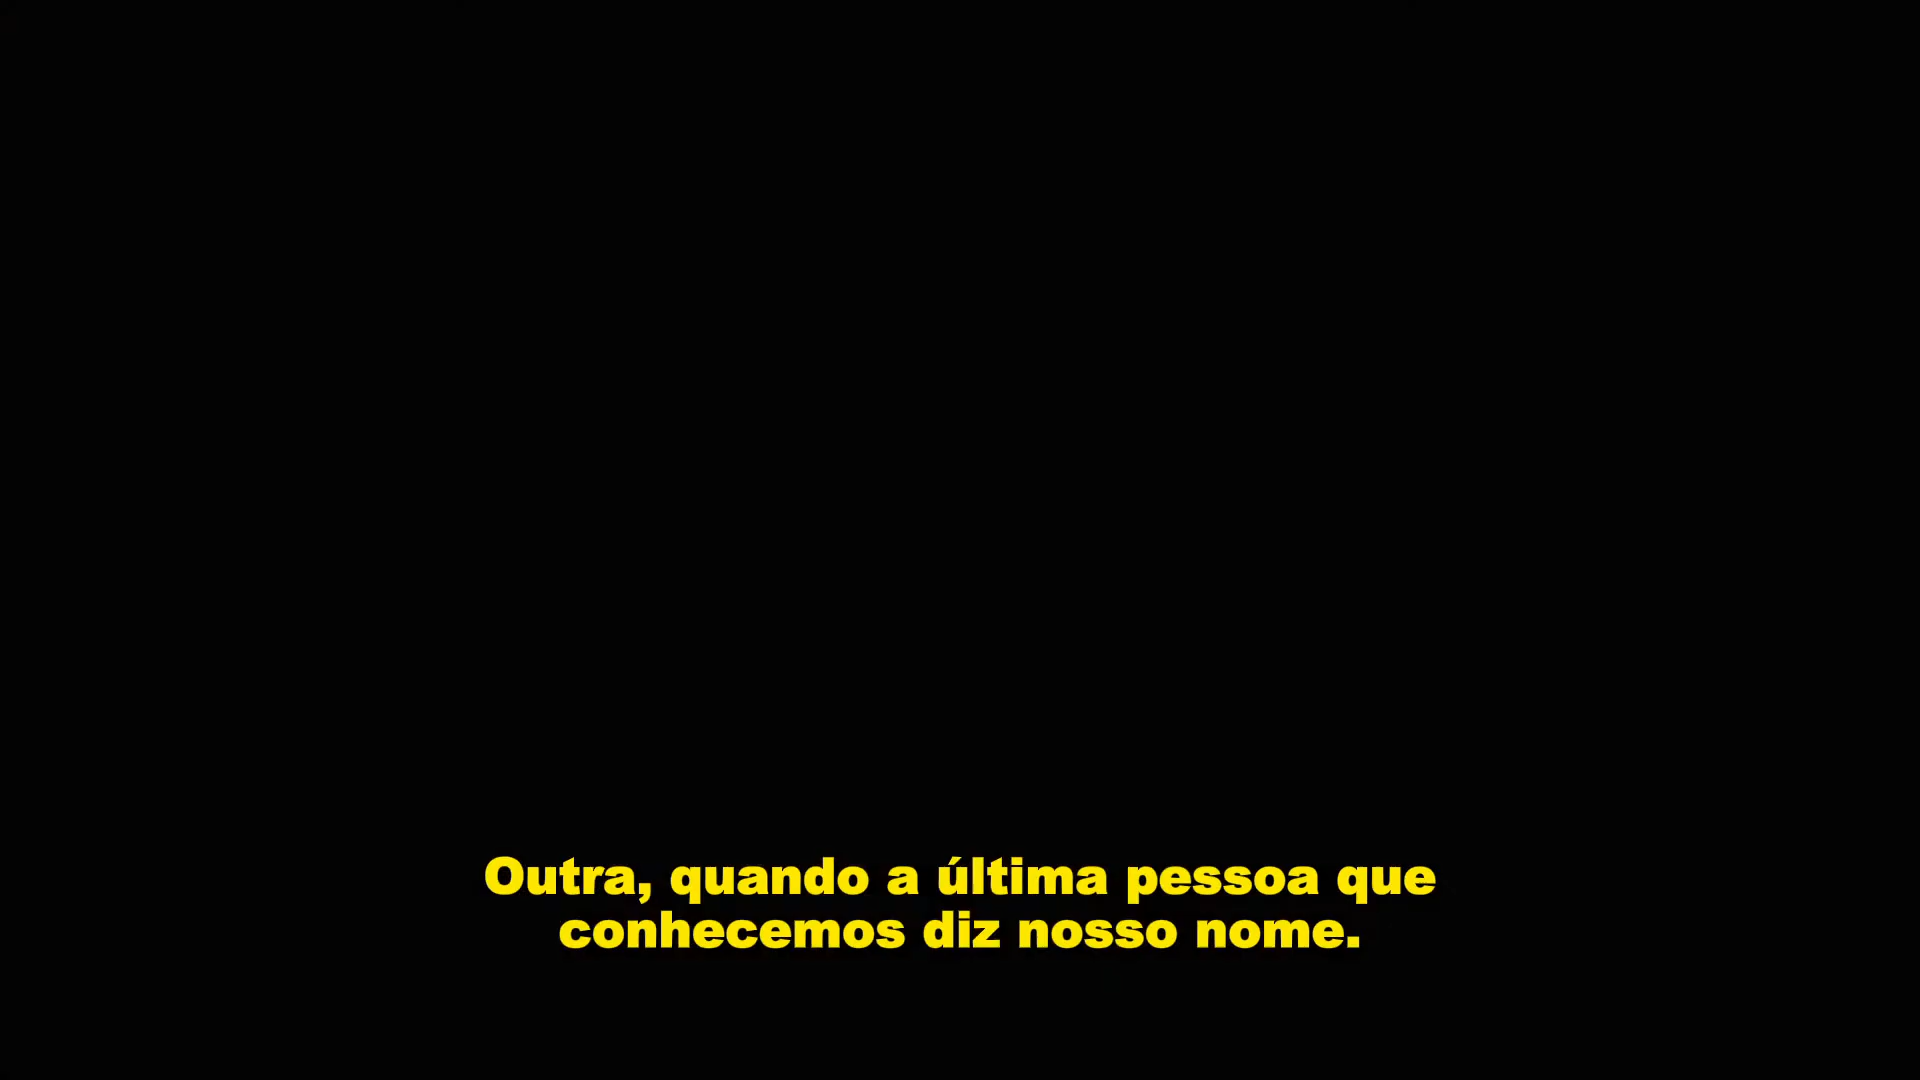 Outra, quando a última pessoa que
conhecemos diz nosso nome.